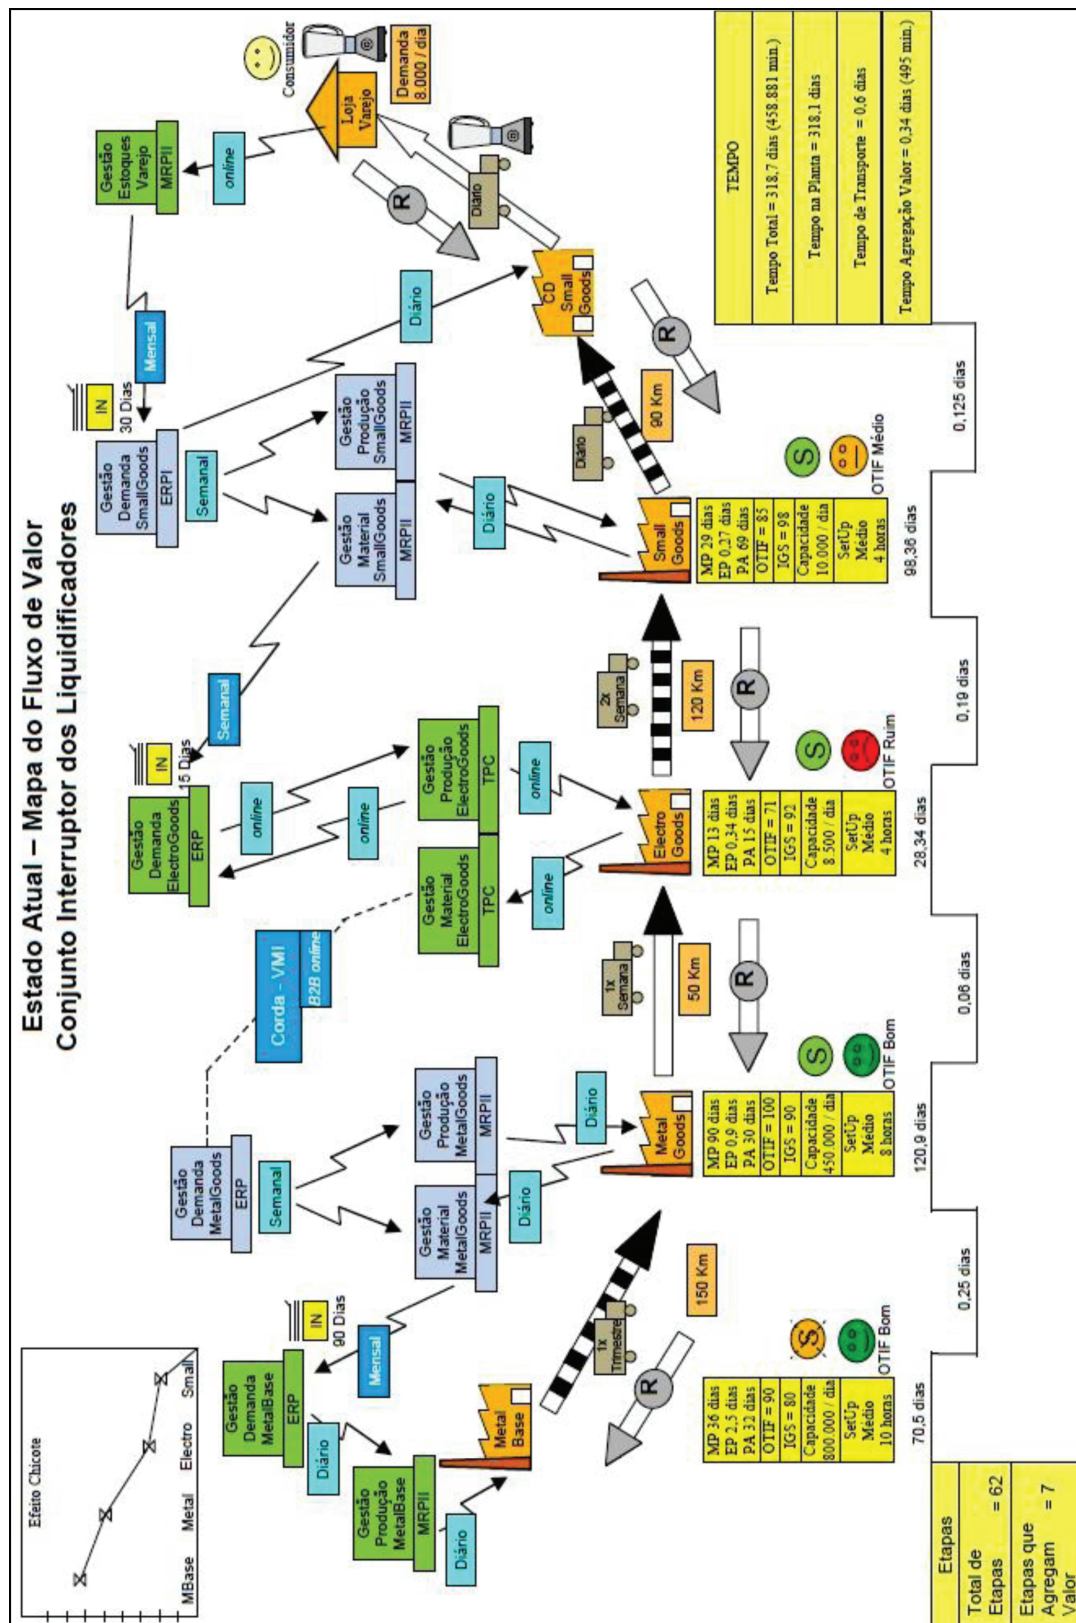 Estado Atual – Mapa do Fluxo de Valor
Conjunto Interruptor dos Liquidificadores
Efeito Chicote
MBase Metal Electro Small
Gestão
Demanda
MetalBase
ERP
IN
90 Dias
Diário
Mensal
Gestão
Produção
MetalBase
MRPII
Diário
Metal
Base
1x
Trimestre
150 Km
R
MP 36 dias
EP 2,5 dias
PA 32 dias
OTIF = 90
IGS = 80
Capacidade
800.000 / dia
SetUp
Médio
10 horas
S
OTIF Bom
Gestão
Demanda
MetalGoods
ERP
Semanal
Gestão
Material
MetalGoods
MRPII
Gestão
Produção
MetalGoods
MRPII
Diário
Diário
Metal
Goods
1x
Semana
50 Km
R
MP 90 dias
EP 0,9 dias
PA 30 dias
OTIF = 100
IGS = 90
Capacidade
450.000 / dia
SetUp
Médio
8 horas
S
OTIF Bom
Corda - VMI
B2B online
Gestão
Demanda
ElectroGoods
ERP
IN
15 Dias
Semanal
online
online
Gestão
Material
ElectroGoods
TPC
Gestão
Produção
ElectroGoods
TPC
online
online
Electro
Goods
2x
Semana
120 Km
R
MP 13 dias
EP 0,34 dias
PA 15 dias
OTIF = 71
IGS = 92
Capacidade
8.500 / dia
SetUp
Médio
4 horas
S
OTIF Ruim
Gestão
Demanda
SmallGoods
ERPI
IN
30 Dias
Mensal
Semanal
Gestão
Material
SmallGoods
MRPII
Gestão
Produção
SmallGoods
MRPII
Diário
Diário
Small
Goods
Diário
90 Km
R
MP 29 dias
EP 0,27 dias
PA 69 dias
OTIF = 85
IGS = 98
Capacidade
10.000 / dia
SetUp
Médio
4 horas
S
OTIF Médio
CD
Small
Goods
Gestão
Estoques
Varejo
MRPII
online
Loja
Varejo
Consumidor
Demanda
8.000 / dia
Diário
R
TEMPO
Tempo Total = 318,7 dias (458.881 min.)
Tempo na Planta = 318,1 dias
Tempo de Transporte = 0,6 dias
Tempo Agregação Valor = 0,34 dias (495 min.)
70,5 dias
0,25 dias
120,9 dias
0,06 dias
28,34 dias
0,19 dias
98,36 dias
0,125 dias
Etapas
Total de
Etapas = 62
Etapas que
Agregam = 7
Valor